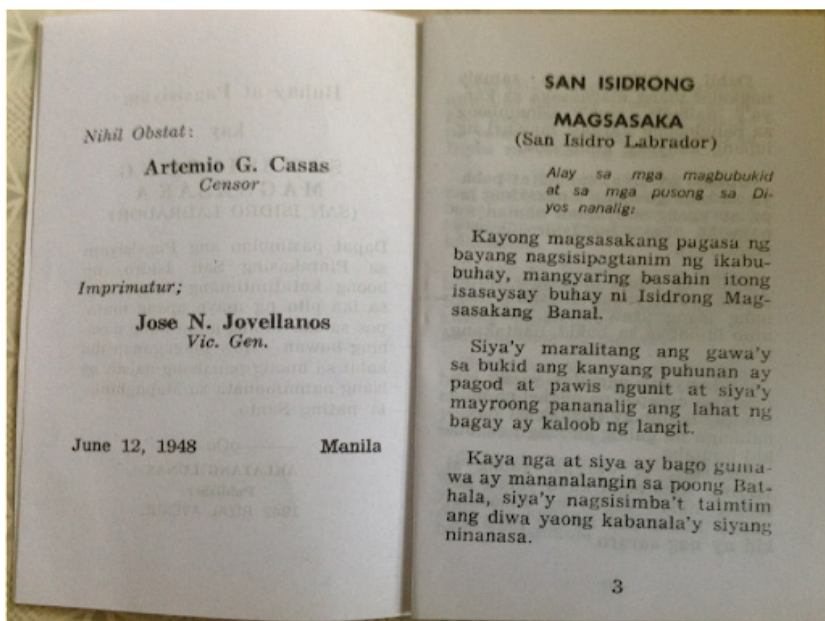 Nihil Obstat:
Artemio G. Casas
Censor
Imprimatur;
Jose N. Jovellanos
Vic. Gen.
June 12, 1948 Manila
SAN ISIDRONG
MAGSASAKA
(San Isidro Labrador)
Alay sa mga magbubukid
at sa mga pusong sa Di-
yos nanalig:
Kayong magsasakang pagasa ng
bayang nagsisipagtanim ng ikabu-
buhay, mangyaring basahin itong
isasaysay buhay ni Isidrong Mag-
sasakang Banal.
Siya'y maralitang ang gawa'y
sa bukid ang kanyang puhunan ay
pagod at pawis ngunit at siya'y
mayroong pananalig ang lahat ng
bagay ay kaloob ng langit.
Kaya nga at siya ay bago guma-
wa ay mananalangin sa poong Bat-
hala, siya'y nagsisimba't taimtim
ang diwa yaong kabanala'y siyang
ninanasa.
3